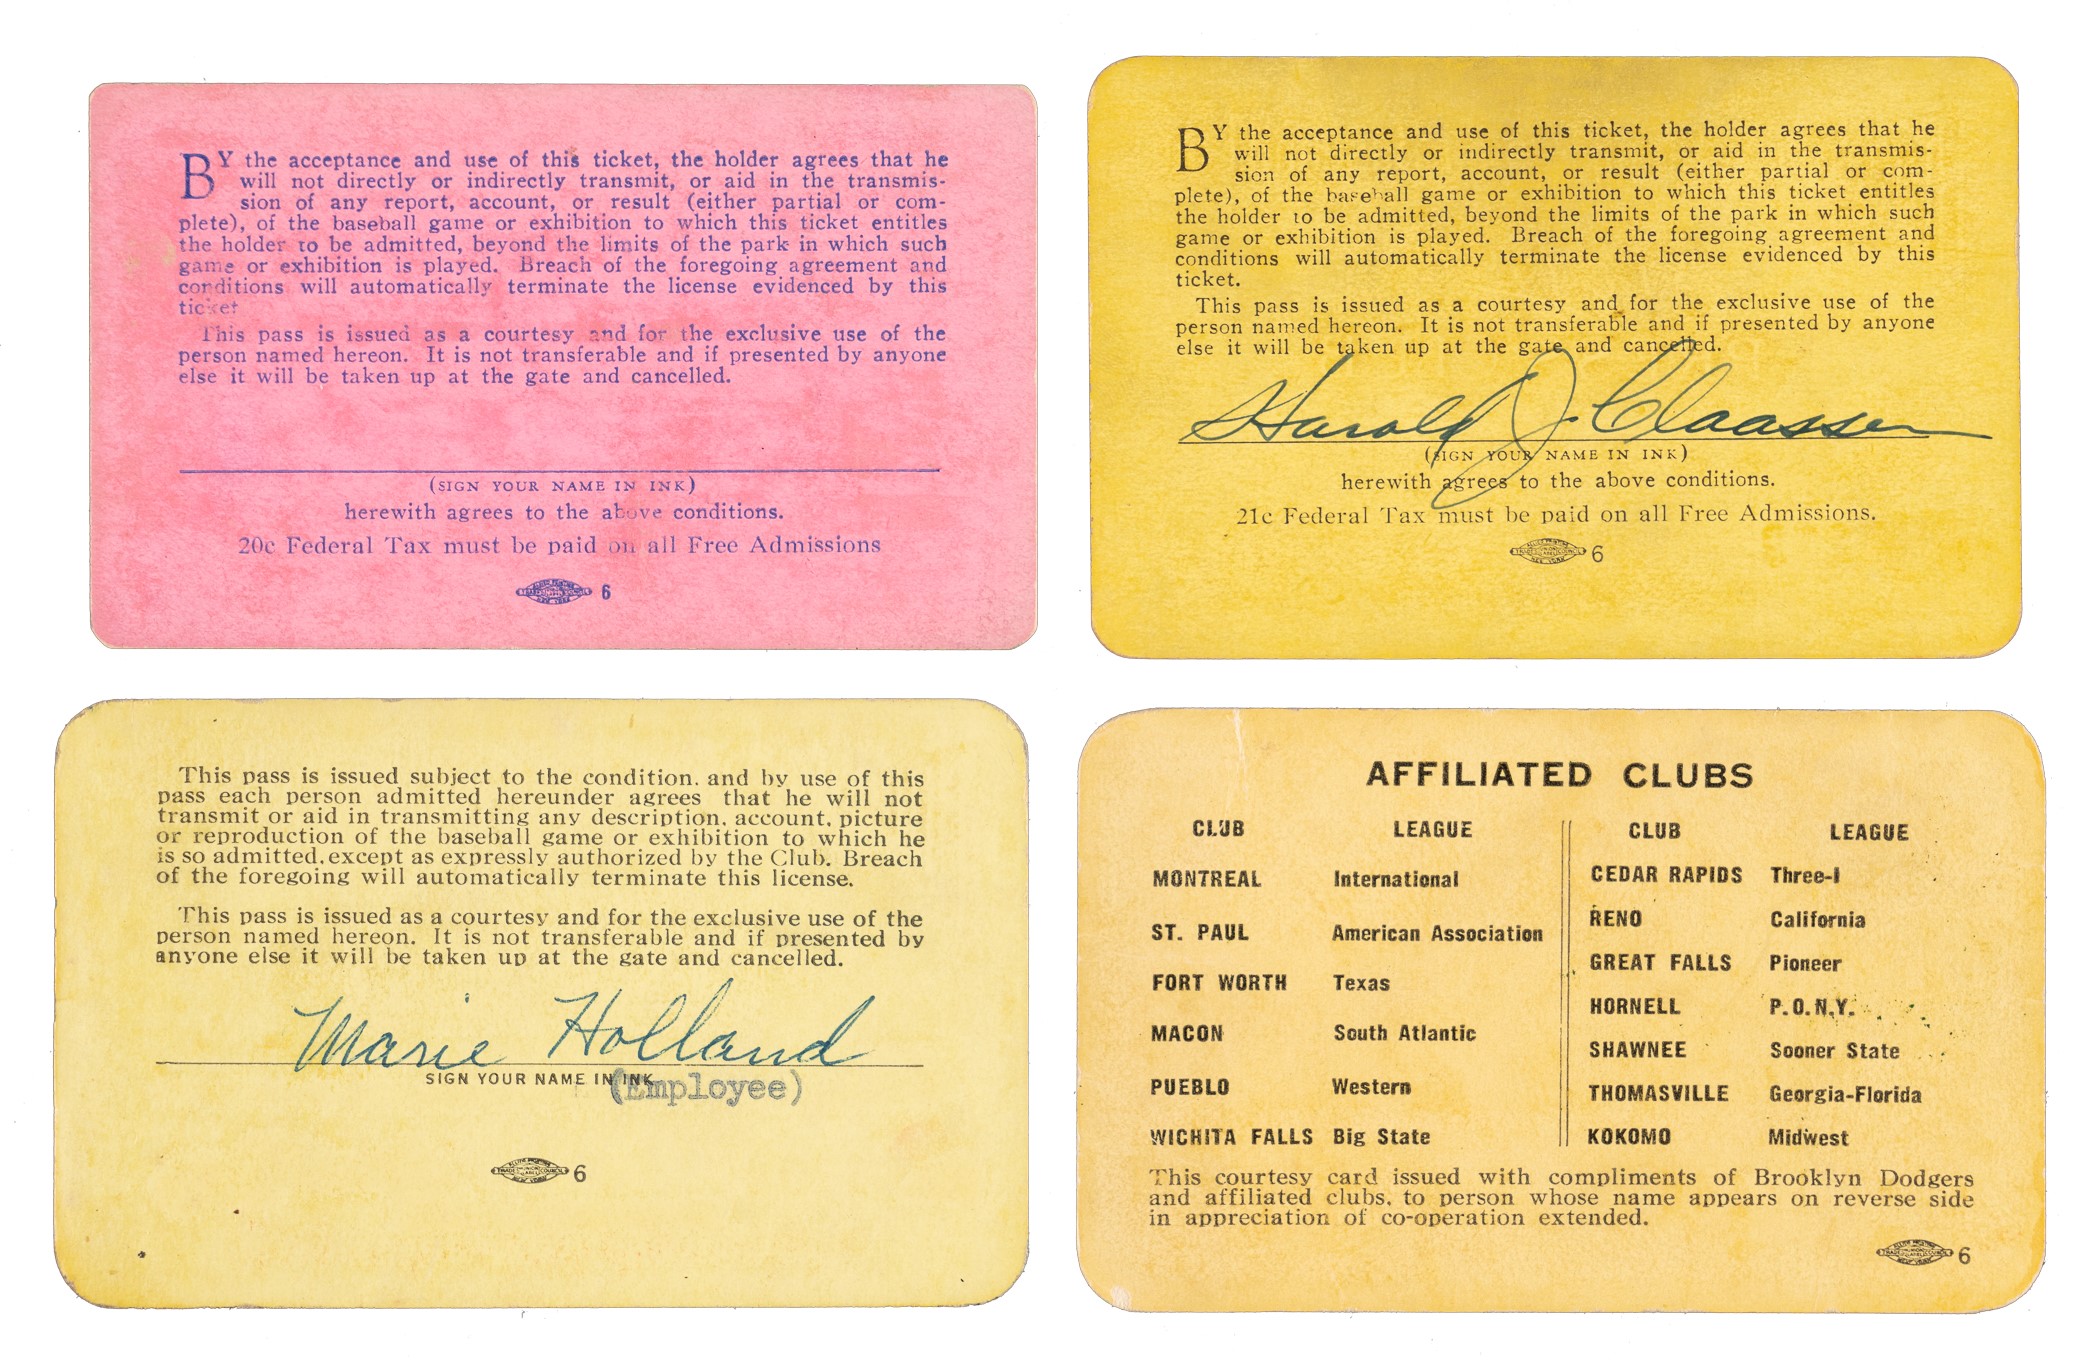 BY the acceptance and use of this ticket, the holder agrees that he
will not directly or indirectly transmit, or aid in the transmis-
sion of any report, account, or result (either partial or com-
plete), of the baseball game or exhibition to which this ticket entitles
the holder to be admitted, beyond the limits of the park in which such
game or exhibition is played. Breach of the foregoing agreement and
conditions will automatically terminate the license evidenced by this
ticket
This pass is issued as a courtesy and for the exclusive use of the
person named hereon. It is not transferable and if presented by anyone
else it will be taken up at the gate and cancelled.
(SIGN YOUR NAME IN INK)
herewith agrees to the above conditions.
20c Federal Tax must be paid on all Free Admissions
6
BY the acceptance and use of this ticket, the holder agrees that he
will not directly or indirectly transmit, or aid in the transmis-
sion of any report, account, or result (either partial or com-
plete), of the baseball game or exhibition to which this ticket entitles
the holder to be admitted, beyond the limits of the park in which such
game or exhibition is played. Breach of the foregoing agreement and
conditions will automatically terminate the license evidenced by this
ticket.
This pass is issued as a courtesy and for the exclusive use of the
person named hereon. It is not transferable and if presented by anyone
else it will be taken up at the gate and cancelled.
Harold J. Claassen
(SIGN YOUR NAME IN INK)
herewith agrees to the above conditions.
21c Federal Tax must be paid on all Free Admissions.
6
This pass is issued subject to the condition, and by use of this
pass each person admitted hereunder agrees that he will not
transmit or aid in transmitting any description, account, picture
or reproduction of the baseball game or exhibition to which he
is so admitted, except as expressly authorized by the Club. Breach
of the foregoing will automatically terminate this license.
This pass is issued as a courtesy and for the exclusive use of the
person named hereon. It is not transferable and if presented by
anyone else it will be taken up at the gate and cancelled.
Marie Holland
SIGN YOUR NAME IN INK
(Employee)
6
AFFILIATED CLUBS
CLUB LEAGUE
MONTREAL International
ST. PAUL American Association
FORT WORTH Texas
MACON South Atlantic
PUEBLO Western
WICHITA FALLS Big State
CLUB LEAGUE
CEDAR RAPIDS Three-I
RENO California
GREAT FALLS Pioneer
HORNELL P.O.N.Y.
SHAWNEE Sooner State
THOMASVILLE Georgia-Florida
KOKOMO Midwest
This courtesy card issued with compliments of Brooklyn Dodgers
and affiliated clubs, to person whose name appears on reverse side
in appreciation of co-operation extended.
6